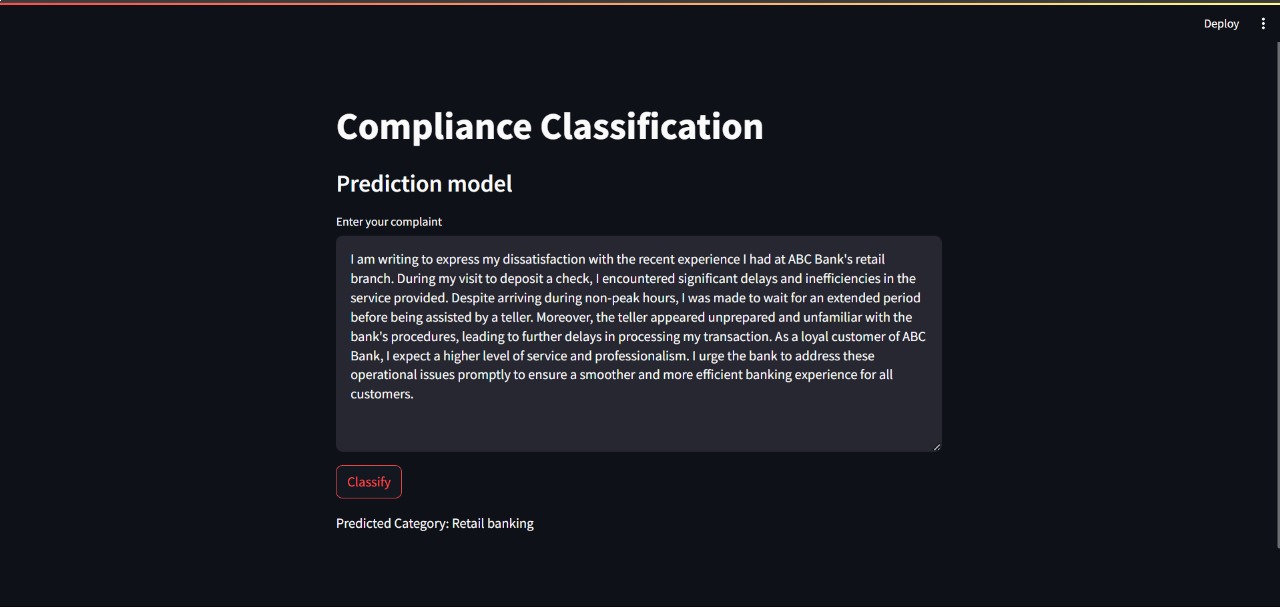 Deploy
Compliance Classification
Prediction model
Enter your complaint
I am writing to express my dissatisfaction with the recent experience I had at ABC Bank's retail
branch. During my visit to deposit a check, I encountered significant delays and inefficiencies in the
service provided. Despite arriving during non-peak hours, I was made to wait for an extended period
before being assisted by a teller. Moreover, the teller appeared unprepared and unfamiliar with the
bank's procedures, leading to further delays in processing my transaction. As a loyal customer of ABC
Bank, I expect a higher level of service and professionalism. I urge the bank to address these
operational issues promptly to ensure a smoother and more efficient banking experience for all
customers.
Classify
Predicted Category: Retail banking